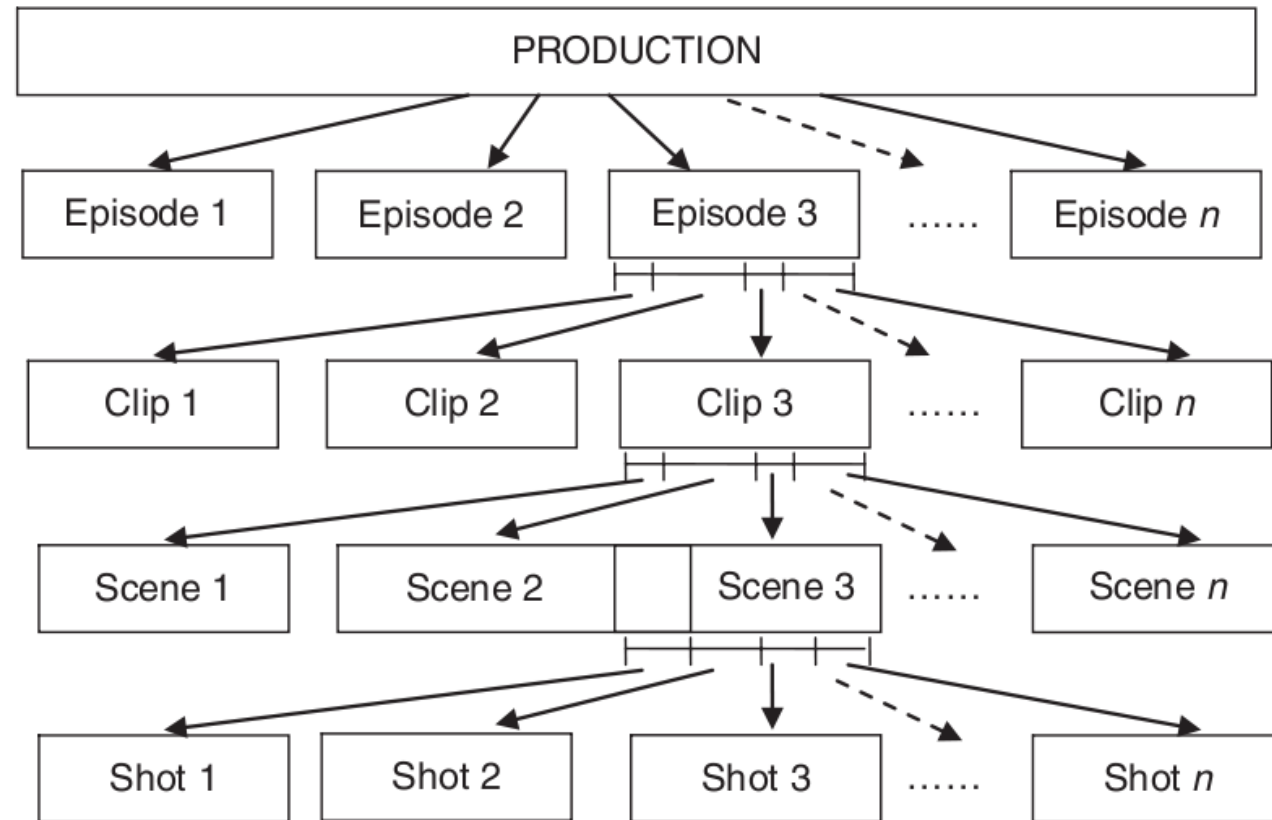 PRODUCTION
Episode 1 Episode 2 Episode 3 ...... Episode n
Clip 1 Clip 2 Clip 3 ...... Clip n
Scene 1 Scene 2 Scene 3 ...... Scene n
Shot 1 Shot 2 Shot 3 ...... Shot n